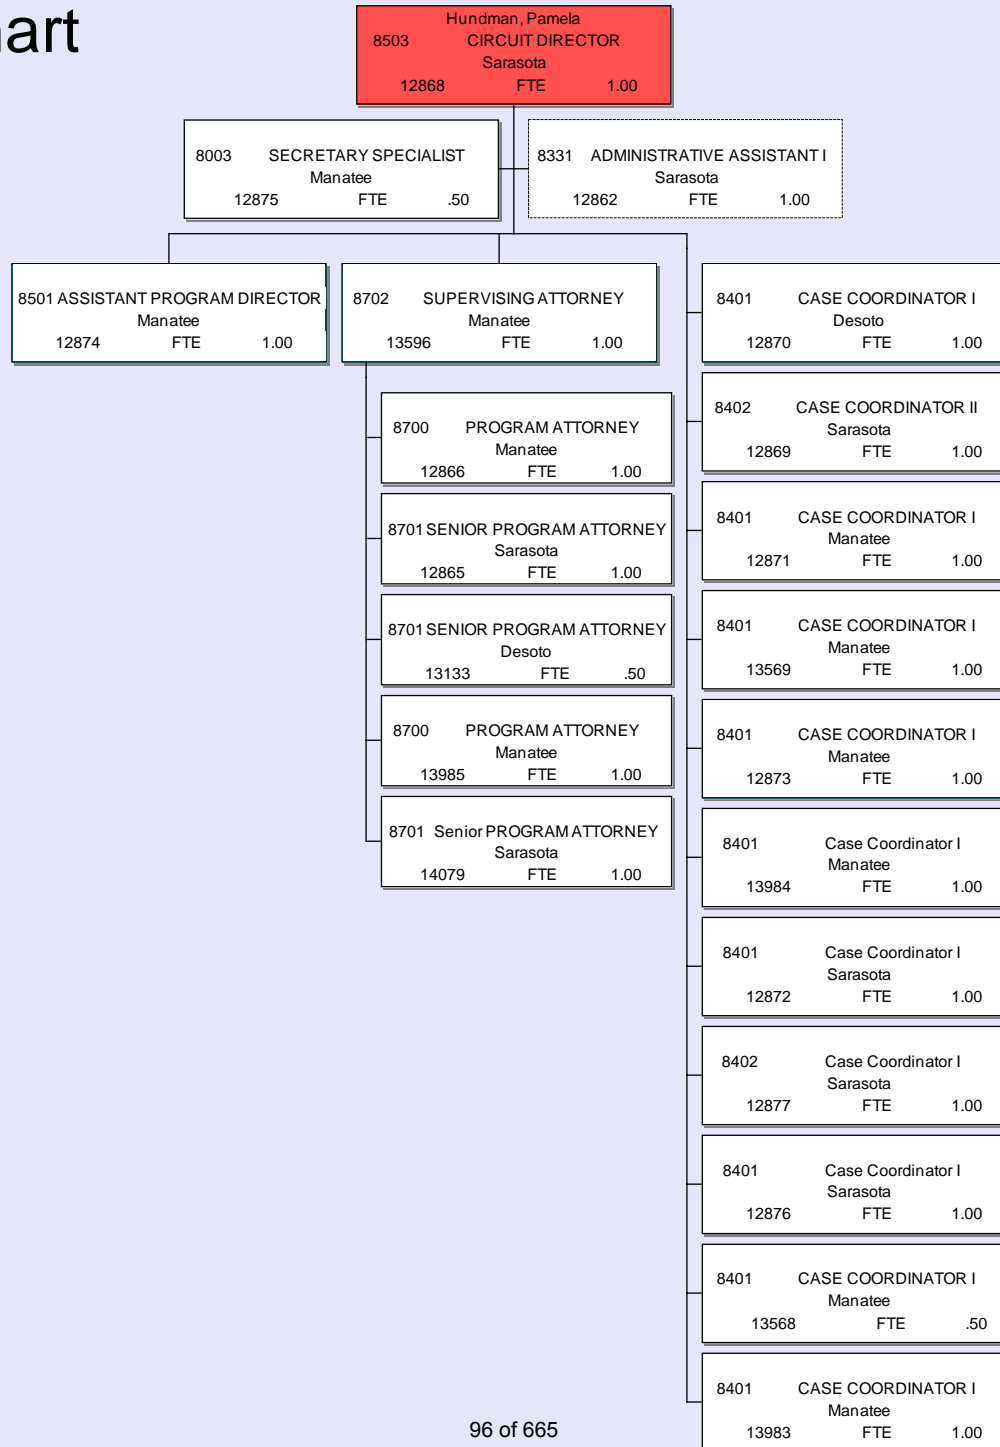 art
Hundman, Pamela
8503 CIRCUIT DIRECTOR
Sarasota
12868 FTE 1.00
8003 SECRETARY SPECIALIST
Manatee
12875 FTE .50
8331 ADMINISTRATIVE ASSISTANT I
Sarasota
12862 FTE 1.00
8501 ASSISTANT PROGRAM DIRECTOR
Manatee
12874 FTE 1.00
8702 SUPERVISING ATTORNEY
Manatee
13596 FTE 1.00
8700 PROGRAM ATTORNEY
Manatee
12866 FTE 1.00
8701 SENIOR PROGRAM ATTORNEY
Sarasota
12865 FTE 1.00
8701 SENIOR PROGRAM ATTORNEY
Desoto
13133 FTE .50
8700 PROGRAM ATTORNEY
Manatee
13985 FTE 1.00
8701 Senior PROGRAM ATTORNEY
Sarasota
14079 FTE 1.00
8401 CASE COORDINATOR I
Desoto
12870 FTE 1.00
8402 CASE COORDINATOR II
Sarasota
12869 FTE 1.00
8401 CASE COORDINATOR I
Manatee
12871 FTE 1.00
8401 CASE COORDINATOR I
Manatee
13569 FTE 1.00
8401 CASE COORDINATOR I
Manatee
12873 FTE 1.00
8401 Case Coordinator I
Manatee
13984 FTE 1.00
8401 Case Coordinator I
Sarasota
12872 FTE 1.00
8402 Case Coordinator I
Sarasota
12877 FTE 1.00
8401 Case Coordinator I
Sarasota
12876 FTE 1.00
8401 CASE COORDINATOR I
Manatee
13568 FTE .50
8401 CASE COORDINATOR I
Manatee
13983 FTE 1.00
96 of 665